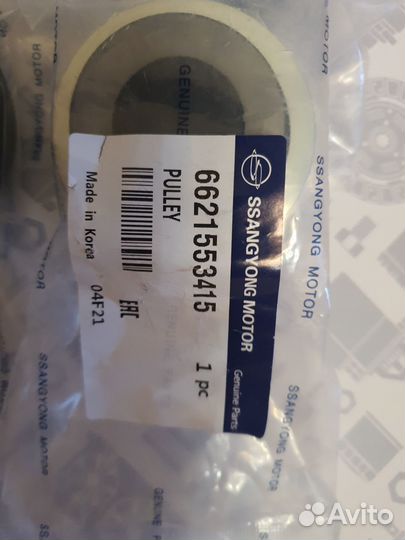 SSANGYONG MOTOR
Genuine Parts
6621553415 1 pc
PULLEY
EAC
Made in Korea 04F21
GENUINE
SSANGYONG MOTOR
SSANGYONG MOTOR
GENUINE
Avito